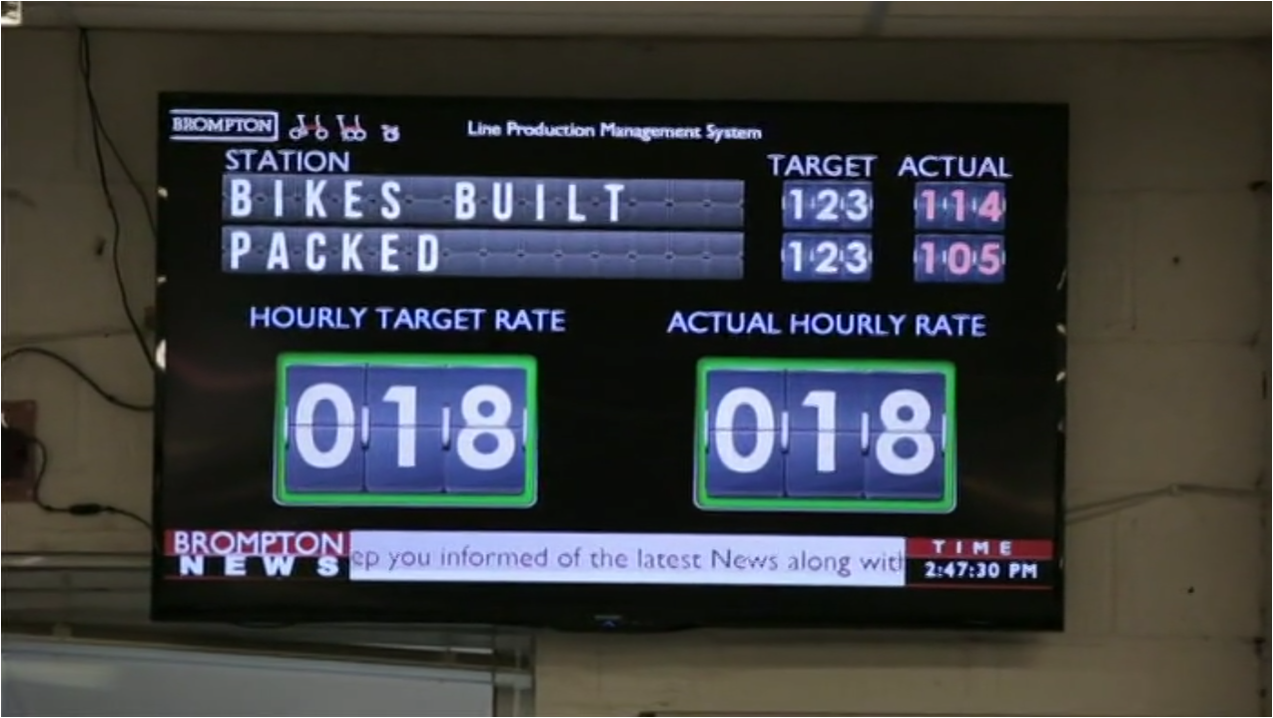 BROMPTON
Line Production Management System
STATION TARGET ACTUAL
BIKES BUILT 123 114
PACKED 123 105
HOURLY TARGET RATE ACTUAL HOURLY RATE
018 018
BROMPTON NEWS
ep you informed of the latest News along with
TIME
2:47:30 PM